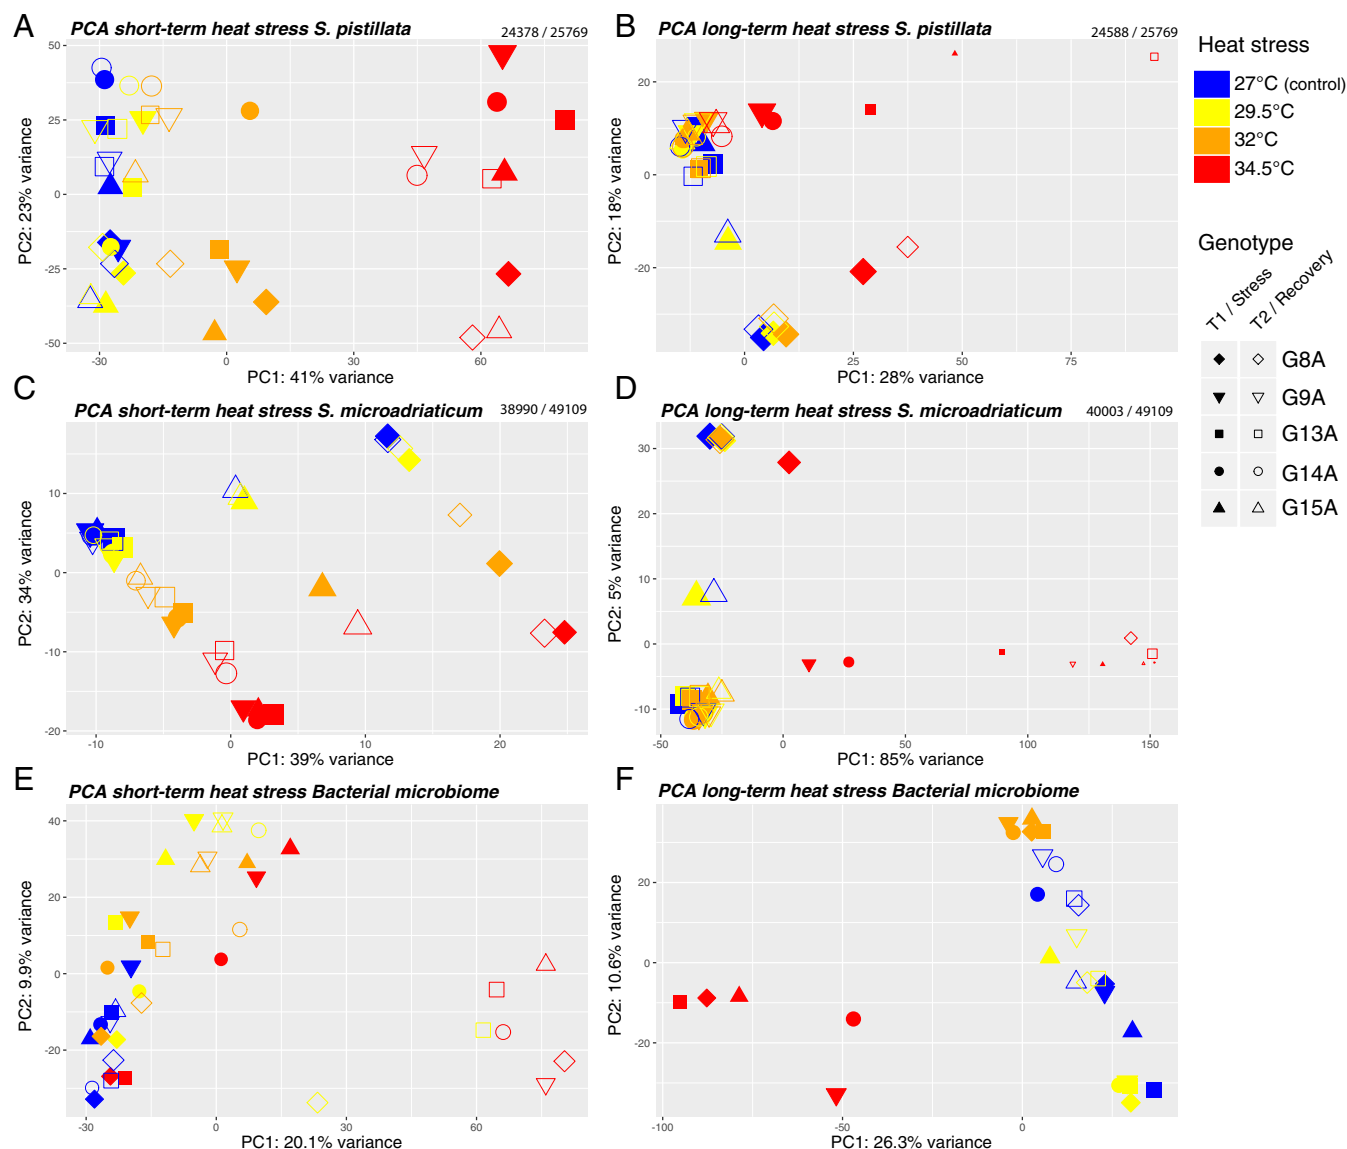 A
PCA short-term heat stress S. pistillata
24378 / 25769
50
25
0
-25
-50
PC2: 23% variance
-30
0
30
60
PC1: 41% variance
B
PCA long-term heat stress S. pistillata
24588 / 25769
20
0
-20
PC2: 18% variance
0
25
50
75
PC1: 28% variance
Heat stress
27°C (control)
29.5°C
32°C
34.5°C
Genotype
T1 / Stress
T2 / Recovery
G8A
G9A
G13A
G14A
G15A
C
PCA short-term heat stress S. microadriaticum
38990 / 49109
10
0
-10
-20
PC2: 34% variance
-10
0
10
20
PC1: 39% variance
D
PCA long-term heat stress S. microadriaticum
40003 / 49109
30
20
10
0
-10
PC2: 5% variance
-50
0
50
100
150
PC1: 85% variance
E
PCA short-term heat stress Bacterial microbiome
40
20
0
-20
PC2: 9.9% variance
-30
0
30
60
PC1: 20.1% variance
F
PCA long-term heat stress Bacterial microbiome
20
0
-20
PC2: 10.6% variance
-100
-50
0
PC1: 26.3% variance